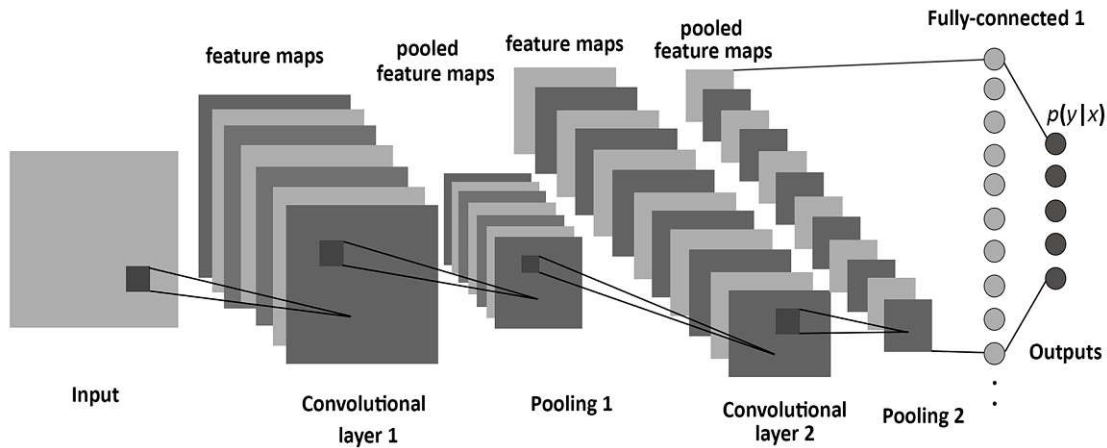 Fully-connected 1
feature maps
pooled
feature maps
feature maps
pooled
feature maps
p(y|x)
Outputs
Input
Convolutional
layer 1
Pooling 1
Convolutional
layer 2
Pooling 2